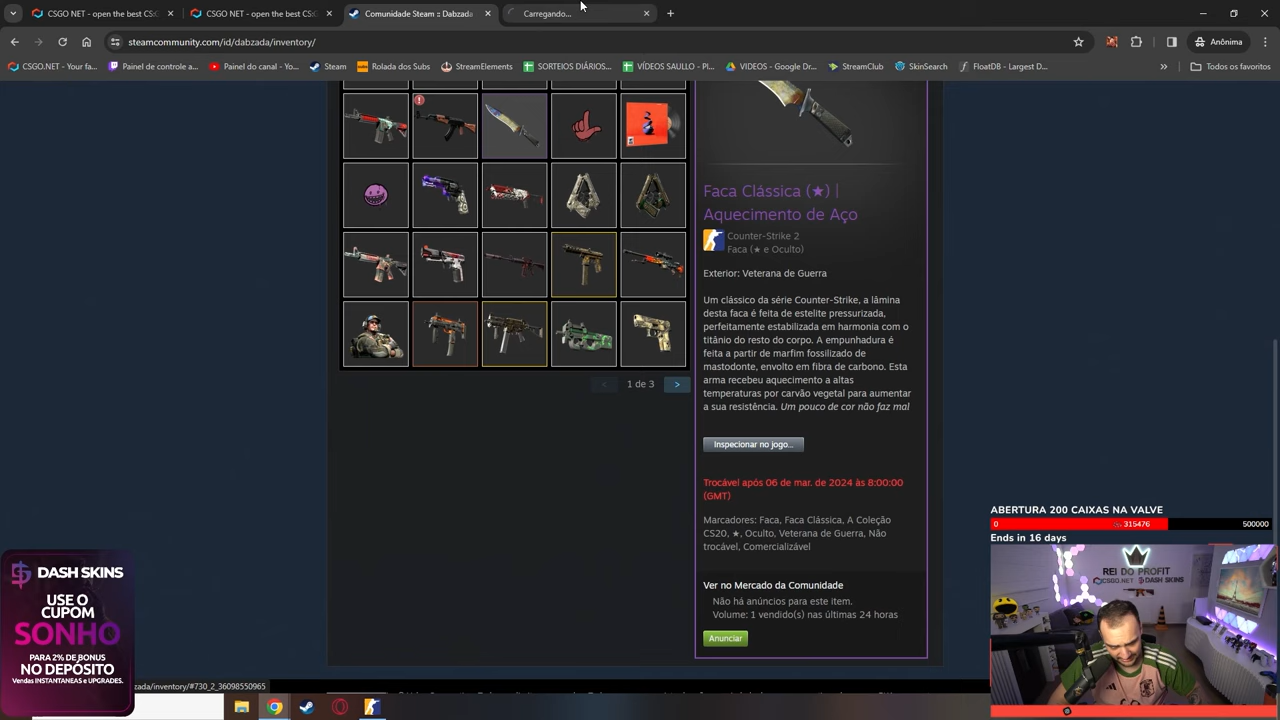 CSGO NET - open the best CS:
CSGO NET - open the best CS:
Comunidade Steam :: Dabzada
Carregando...
steamcommunity.com/id/dabzada/inventory/
Anônima
CSGO.NET - Your fa...
Painel de controle a...
Painel do canal - Yo...
Steam
Rolada dos Subs
StreamElements
SORTEIOS DIÁRIOS...
VÍDEOS SAULLO - Pl...
VIDEOS - Google Dr...
StreamClub
SkinSearch
FloatDB - Largest D...
Todos os favoritos
Faca Clássica (★) |
Aquecimento de Aço
Counter-Strike 2
Faca (★ e Oculto)
Exterior: Veterana de Guerra
Um clássico da série Counter-Strike, a lâmina
desta faca é feita de estelite pressurizada,
perfeitamente estabilizada em harmonia com o
titânio do resto do corpo. A empunhadura é
feita a partir de marfim fossilizado de
mastodonte, envolto em fibra de carbono. Esta
arma recebeu aquecimento a altas
temperaturas por carvão vegetal para aumentar
a sua resistência. Um pouco de cor não faz mal
< 1 de 3 >
Inspecionar no jogo...
Trocável após 06 de mar. de 2024 às 8:00:00
(GMT)
Marcadores: Faca, Faca Clássica, A Coleção
CS20, ★, Oculto, Veterana de Guerra, Não
trocável, Comercializável
Ver no Mercado da Comunidade
Não há anúncios para este item.
Volume: 1 vendido(s) nas últimas 24 horas
Anunciar
ABERTURA 200 CAIXAS NA VALVE
0
315476
500000
Ends in 16 days
REI DO PROFIT
CSGO.NET
DASH SKINS
DASH SKINS
USE O
CUPOM
SONHO
PARA 2% DE BONUS
NO DEPÓSITO
Vendas INSTANTANEAS e UPGRADES.
zada/inventory/#730_2_36098550965